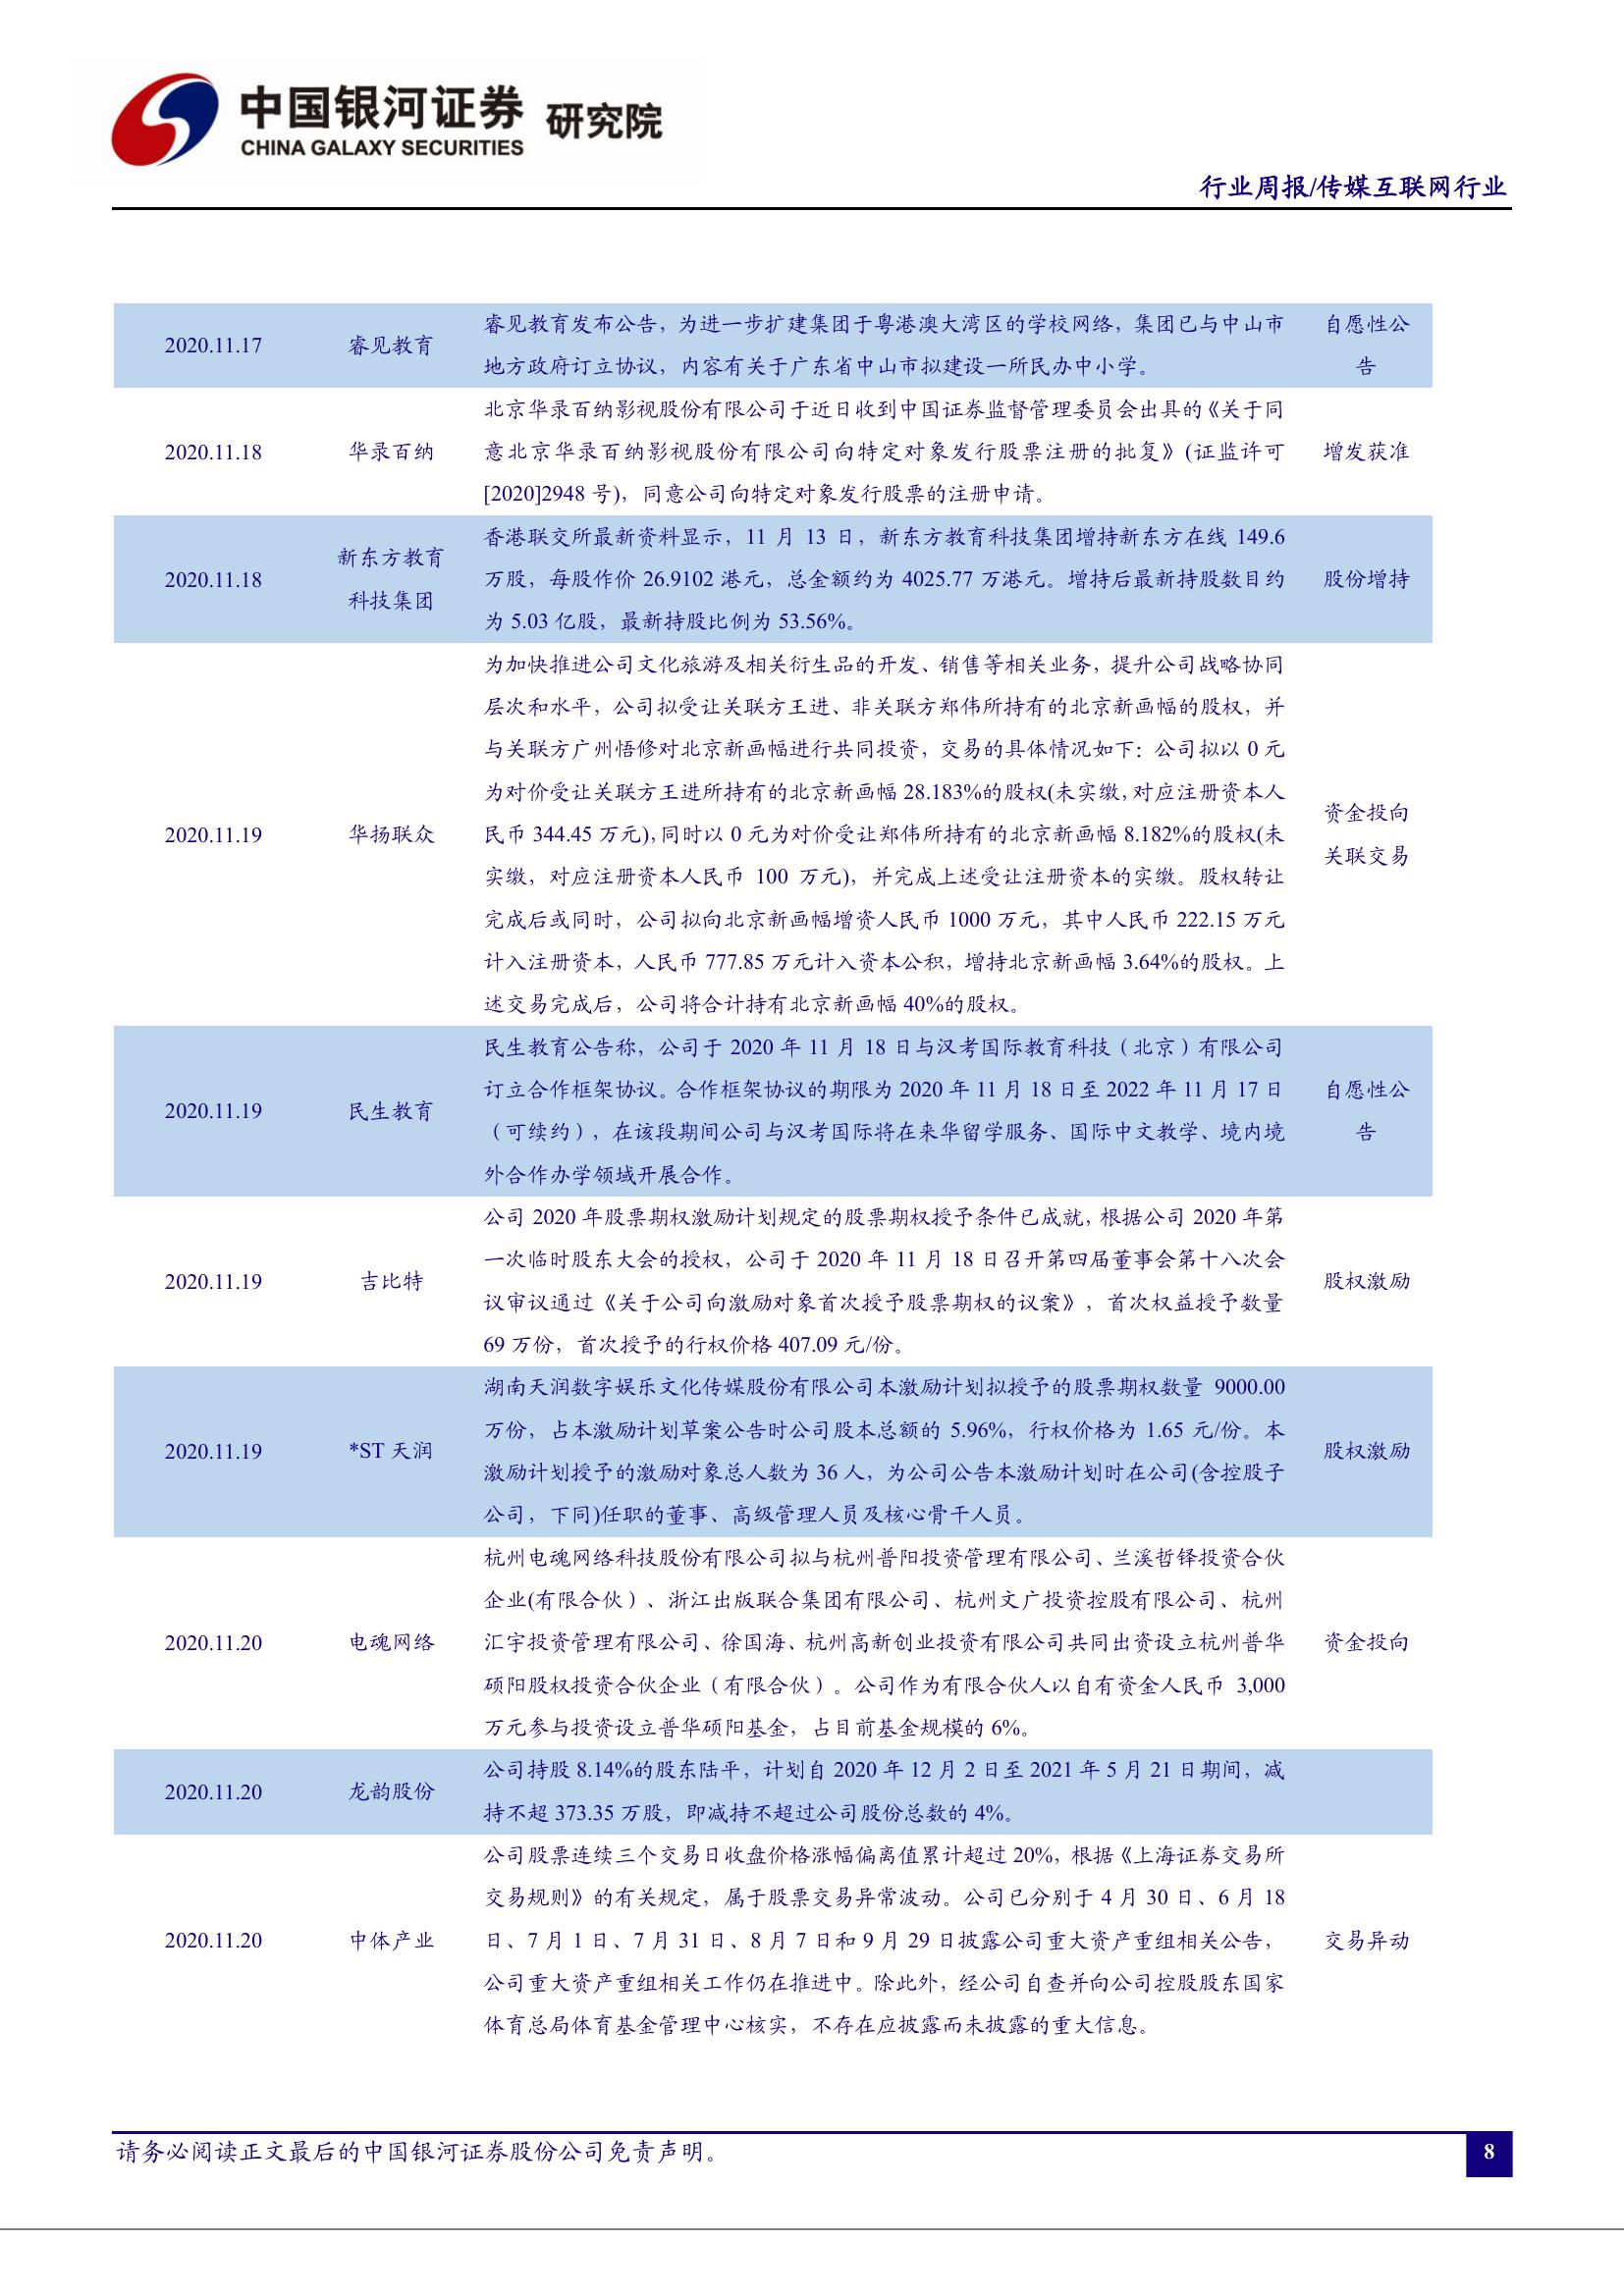 中国银河证券 研究院
CHINA GALAXY SECURITIES
行业周报/传媒互联网行业
2020.11.17
睿见教育
睿见教育发布公告，为进一步扩建集团于粤港澳大湾区的学校网络，集团已与中山市
地方政府订立协议，内容有关于广东省中山市拟建设一所民办中小学。
自愿性公
告
2020.11.18
华录百纳
北京华录百纳影视股份有限公司于近日收到中国证券监督管理委员会出具的《关于同
意北京华录百纳影视股份有限公司向特定对象发行股票注册的批复》(证监许可
[2020]2948 号)，同意公司向特定对象发行股票的注册申请。
增发获准
2020.11.18
新东方教育
科技集团
香港联交所最新资料显示，11 月 13 日，新东方教育科技集团增持新东方在线 149.6
万股，每股作价 26.9102 港元，总金额约为 4025.77 万港元。增持后最新持股数目约
为 5.03 亿股，最新持股比例为 53.56%。
股份增持
2020.11.19
华扬联众
为加快推进公司文化旅游及相关衍生品的开发、销售等相关业务，提升公司战略协同
层次和水平，公司拟受让关联方王进、非关联方郑伟所持有的北京新画幅的股权，并
与关联方广州悟修对北京新画幅进行共同投资，交易的具体情况如下：公司拟以 0 元
为对价受让关联方王进所持有的北京新画幅 28.183%的股权(未实缴，对应注册资本人
民币 344.45 万元)，同时以 0 元为对价受让郑伟所持有的北京新画幅 8.182%的股权(未
实缴，对应注册资本人民币 100 万元)，并完成上述受让注册资本的实缴。股权转让
完成后或同时，公司拟向北京新画幅增资人民币 1000 万元，其中人民币 222.15 万元
计入注册资本，人民币 777.85 万元计入资本公积，增持北京新画幅 3.64%的股权。上
述交易完成后，公司将合计持有北京新画幅 40%的股权。
资金投向
关联交易
2020.11.19
民生教育
民生教育公告称，公司于 2020 年 11 月 18 日与汉考国际教育科技（北京）有限公司
订立合作框架协议。合作框架协议的期限为 2020 年 11 月 18 日至 2022 年 11 月 17 日
（可续约），在该段期间公司与汉考国际将在来华留学服务、国际中文教学、境内境
外合作办学领域开展合作。
自愿性公
告
2020.11.19
吉比特
公司 2020 年股票期权激励计划规定的股票期权授予条件已成就，根据公司 2020 年第
一次临时股东大会的授权，公司于 2020 年 11 月 18 日召开第四届董事会第十八次会
议审议通过《关于公司向激励对象首次授予股票期权的议案》，首次权益授予数量
69 万份，首次授予的行权价格 407.09 元/份。
股权激励
2020.11.19
*ST 天润
湖南天润数字娱乐文化传媒股份有限公司本激励计划拟授予的股票期权数量 9000.00
万份，占本激励计划草案公告时公司股本总额的 5.96%，行权价格为 1.65 元/份。本
激励计划授予的激励对象总人数为 36 人，为公司公告本激励计划时在公司(含控股子
公司，下同)任职的董事、高级管理人员及核心骨干人员。
股权激励
2020.11.20
电魂网络
杭州电魂网络科技股份有限公司拟与杭州普阳投资管理有限公司、兰溪哲铎投资合伙
企业(有限合伙）、浙江出版联合集团有限公司、杭州文广投资控股有限公司、杭州
汇宇投资管理有限公司、徐国海、杭州高新创业投资有限公司共同出资设立杭州普华
硕阳股权投资合伙企业（有限合伙）。公司作为有限合伙人以自有资金人民币 3,000
万元参与投资设立普华硕阳基金，占目前基金规模的 6%。
资金投向
2020.11.20
龙韵股份
公司持股 8.14%的股东陆平，计划自 2020 年 12 月 2 日至 2021 年 5 月 21 日期间，减
持不超 373.35 万股，即减持不超过公司股份总数的 4%。
2020.11.20
中体产业
公司股票连续三个交易日收盘价格涨幅偏离值累计超过 20%，根据《上海证券交易所
交易规则》的有关规定，属于股票交易异常波动。公司已分别于 4 月 30 日、6 月 18
日、7 月 1 日、7 月 31 日、8 月 7 日和 9 月 29 日披露公司重大资产重组相关公告，
公司重大资产重组相关工作仍在推进中。除此外，经公司自查并向公司控股股东国家
体育总局体育基金管理中心核实，不存在应披露而未披露的重大信息。
交易异动
请务必阅读正文最后的中国银河证券股份公司免责声明。
8